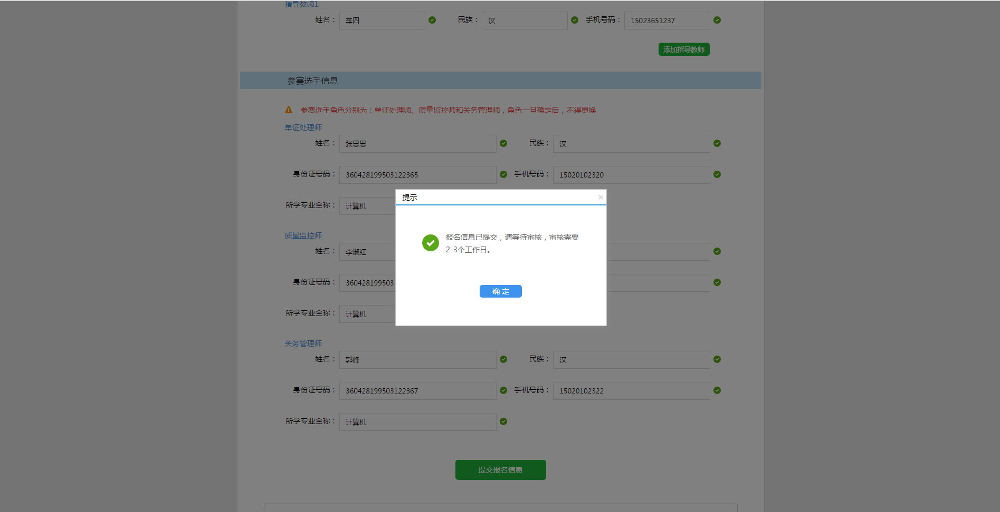 指导教师1
姓名： 李四 民族： 汉 手机号码： 15023651237
添加指导教师
参赛选手信息
参赛选手角色分别为：单证处理师、质量监控师和关务管理师，角色一旦确定后，不得更换
单证处理师
姓名： 张思思 民族： 汉
身份证号码： 360428199503122365 手机号码： 15020102320
所学专业全称： 计算机
提示 ×
报名信息已提交，请等待审核，审核需要
2-3个工作日。
确 定
质量监控师
姓名： 李淑红
身份证号码： 360428199503
所学专业全称： 计算机
关务管理师
姓名： 郭峰 民族： 汉
身份证号码： 360428199503122367 手机号码： 15020102322
所学专业全称： 计算机
提交报名信息